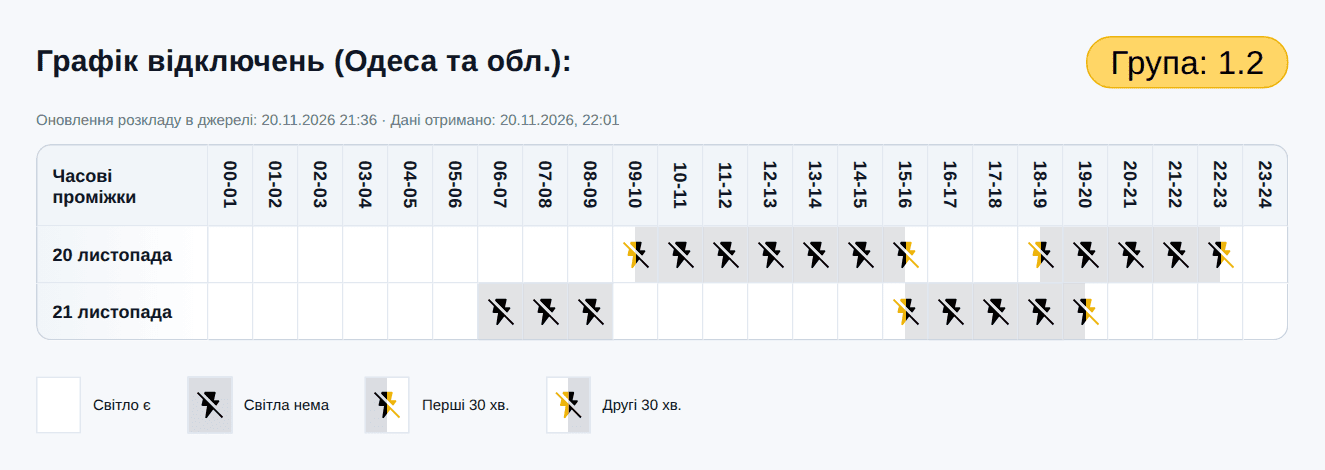 Графік відключень (Одеса та обл.):
Група: 1.2
Оновлення розкладу в джерелі: 20.11.2026 21:36 · Дані отримано: 20.11.2026, 22:01
Часові
проміжки
00-01
01-02
02-03
03-04
04-05
05-06
06-07
07-08
08-09
09-10
10-11
11-12
12-13
13-14
14-15
15-16
16-17
17-18
18-19
19-20
20-21
21-22
22-23
23-24
20 листопада
21 листопада
Світло є
Світла нема
Перші 30 хв.
Другі 30 хв.